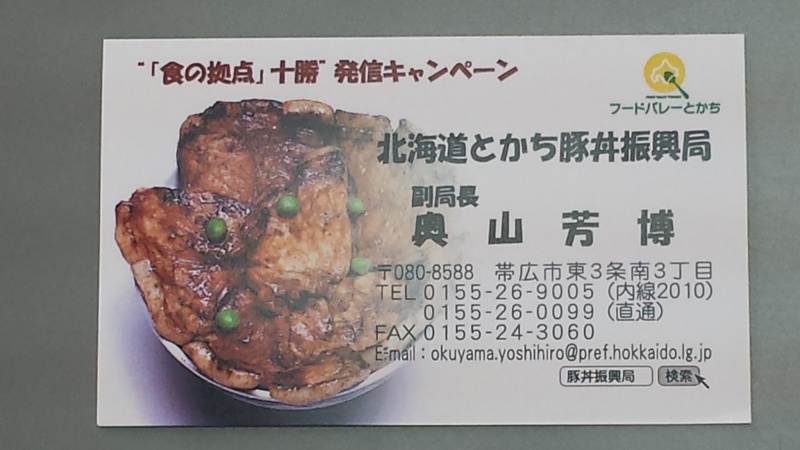 "「食の拠点」十勝" 発信キャンペーン
フードバレーとかち
北海道とかち豚丼振興局
副局長
奥山芳博
〒080-8588 帯広市東3条南3丁目
TEL 0155-26-9005 (内線2010)
0155-26-0099 (直通)
FAX 0155-24-3060
E-mail : okuyama.yoshihiro@pref.hokkaido.lg.jp
豚丼振興局 検索